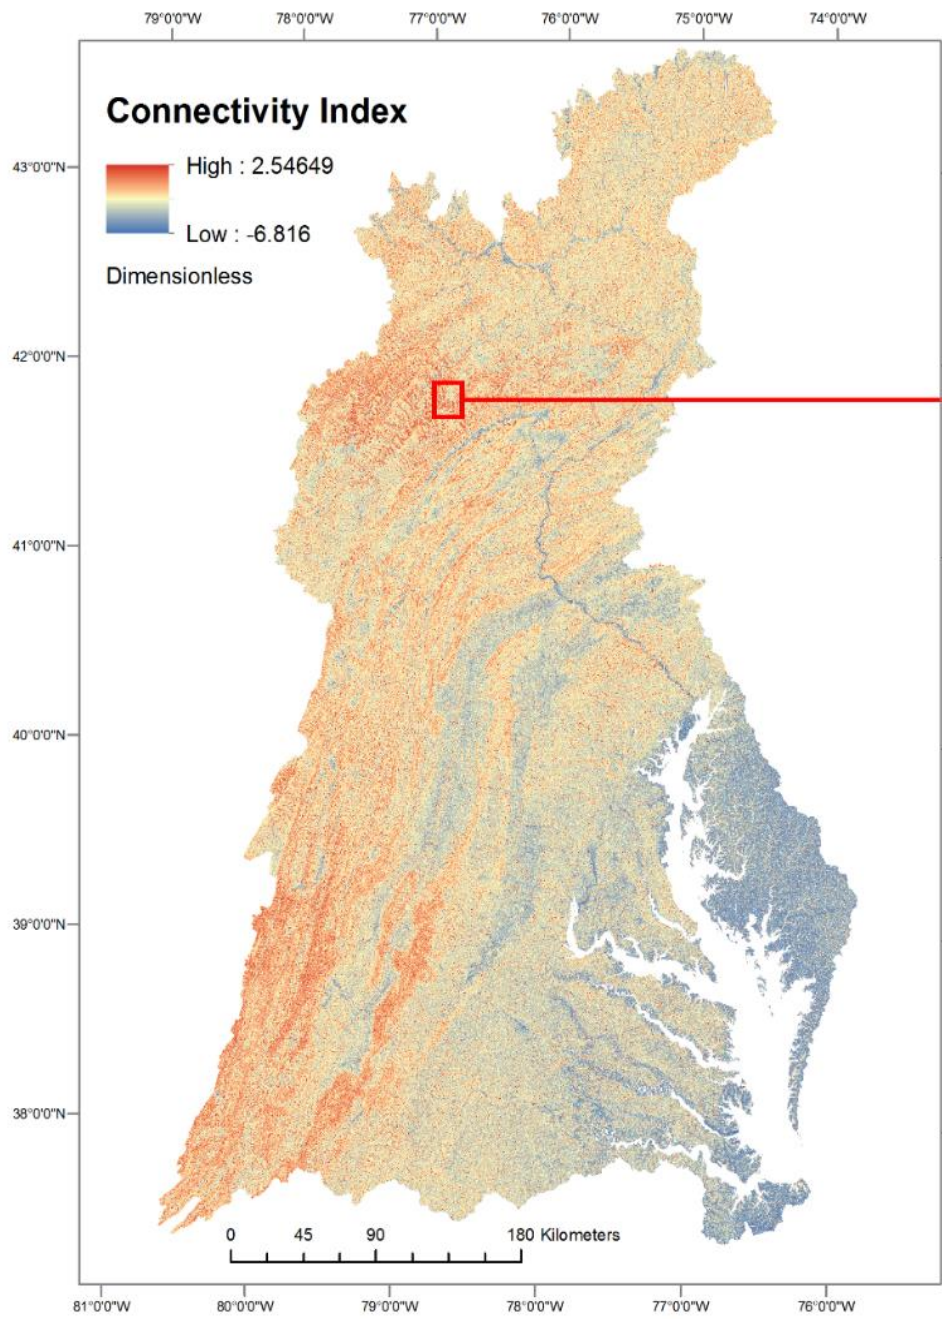 79°0'0"W 78°0'0"W 77°0'0"W 76°0'0"W 75°0'0"W 74°0'0"W
Connectivity Index
High : 2.54649
Low : -6.816
Dimensionless
43°0'0"N
42°0'0"N
41°0'0"N
40°0'0"N
39°0'0"N
38°0'0"N
0 45 90 180 Kilometers
81°0'0"W 80°0'0"W 79°0'0"W 78°0'0"W 77°0'0"W 76°0'0"W